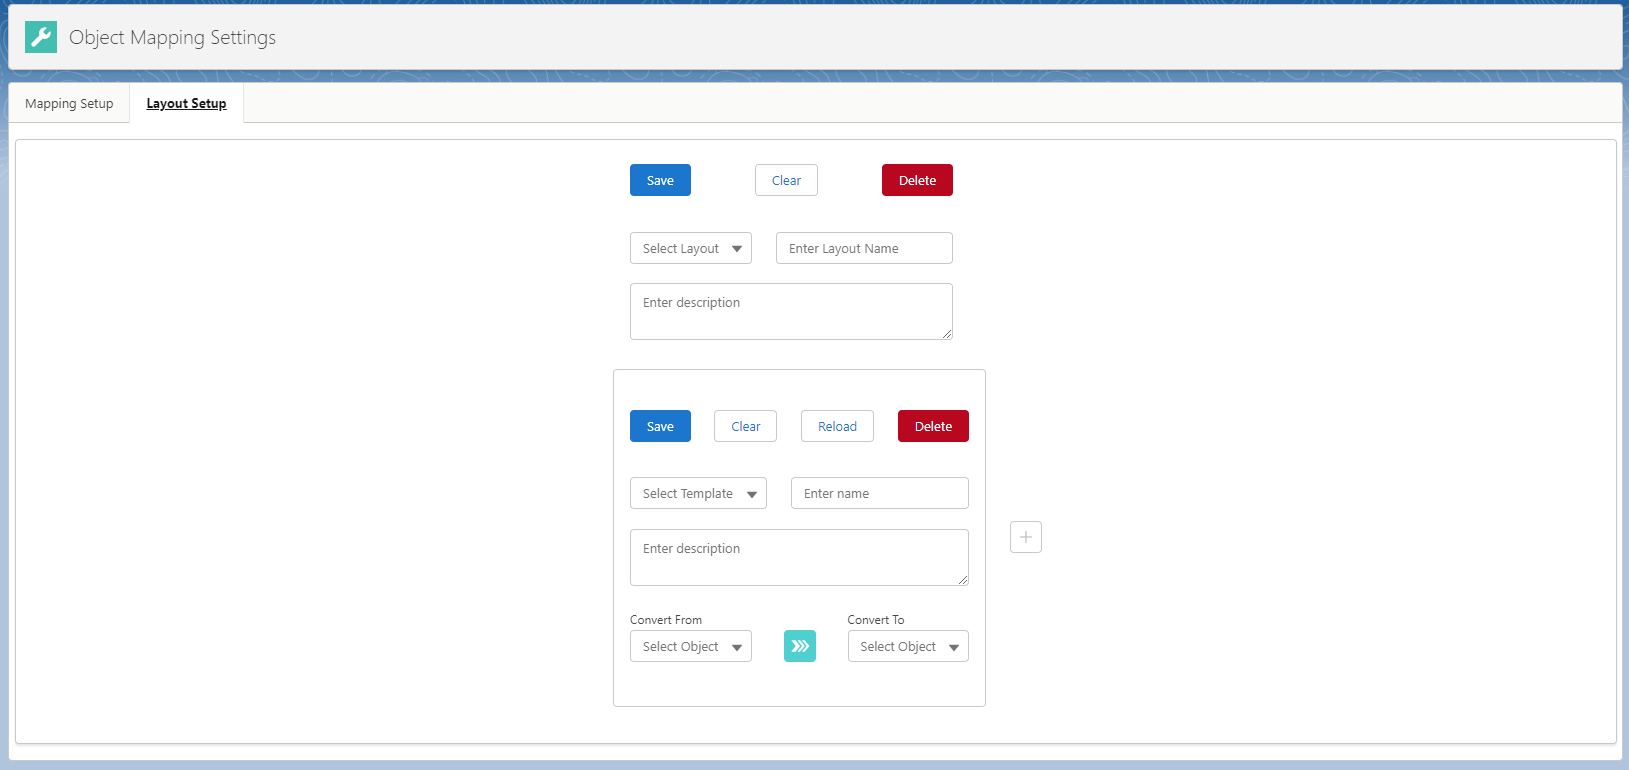 Object Mapping Settings
Mapping Setup Layout Setup
Save Clear Delete
Select Layout Enter Layout Name
Enter description
Save Clear Reload Delete
Select Template Enter name
Enter description
Convert From Convert To
Select Object Select Object